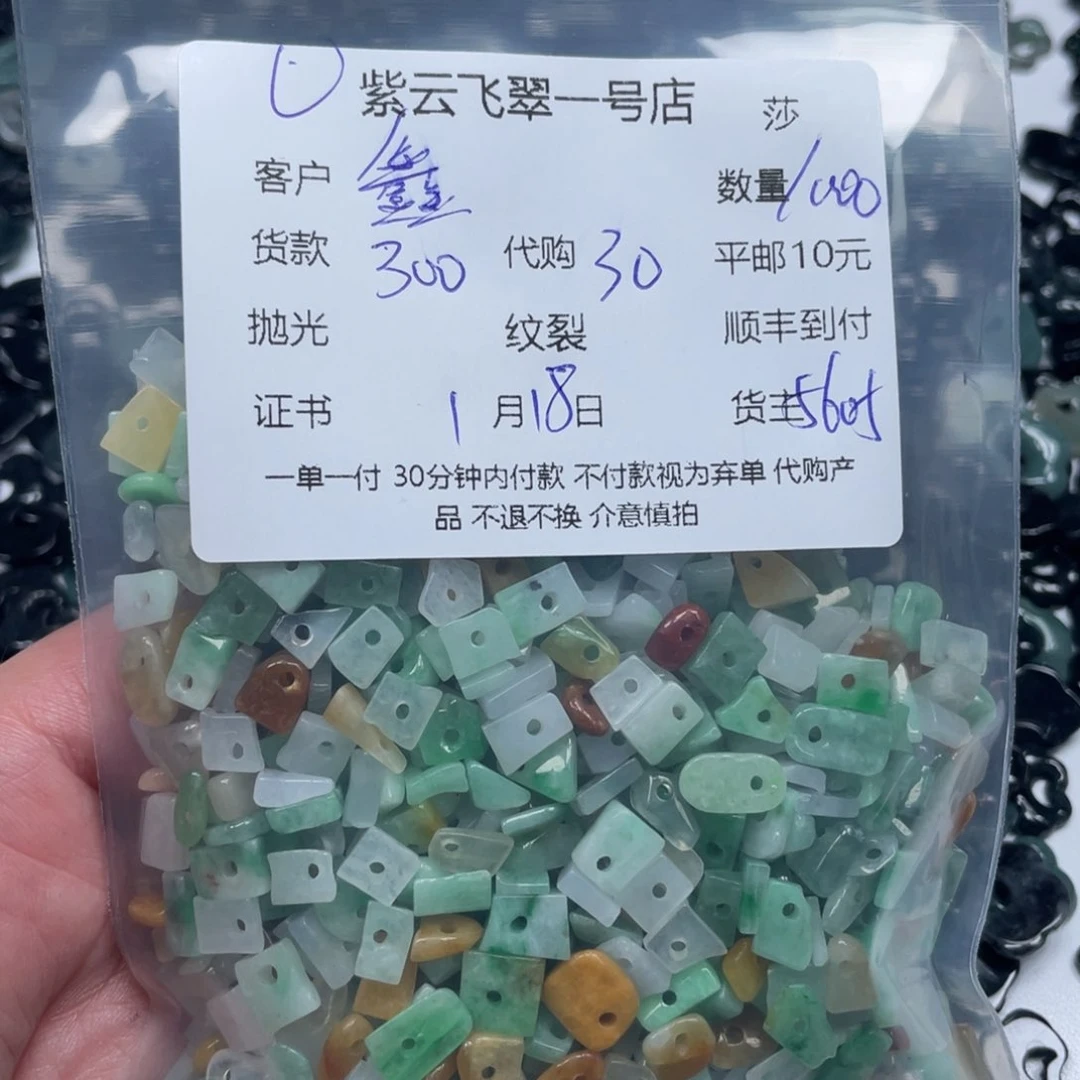 紫云飞翠一号店 莎
客户 鑫 数量 1000
货款 300 代购 30 平邮10元
抛光 纹裂 顺丰到付
证书 1月18日 货主
一单一付 30分钟内付款 不付款视为弃单 代购产
品 不退不换 介意慎拍